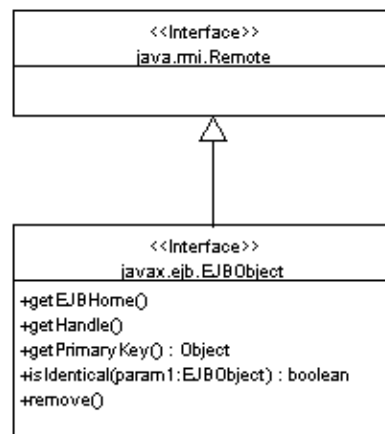 <<Interface>>
java.rmi.Remote
<<Interface>>
javax.ejb.EJBObject
+getEJBHome()
+getHandle()
+getPrimaryKey() : Object
+isIdentical(param1:EJBObject) : boolean
+remove()